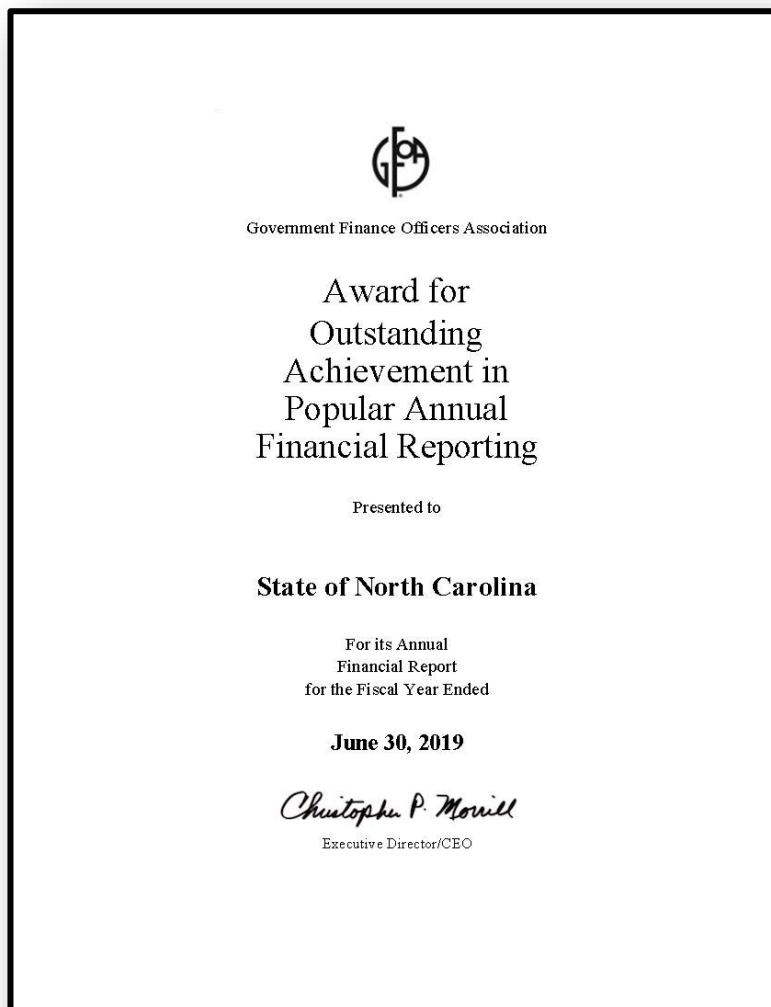 GFOA
Government Finance Officers Association
Award for
Outstanding
Achievement in
Popular Annual
Financial Reporting
Presented to
State of North Carolina
For its Annual
Financial Report
for the Fiscal Year Ended
June 30, 2019
Christopher P. Morrill
Executive Director/CEO